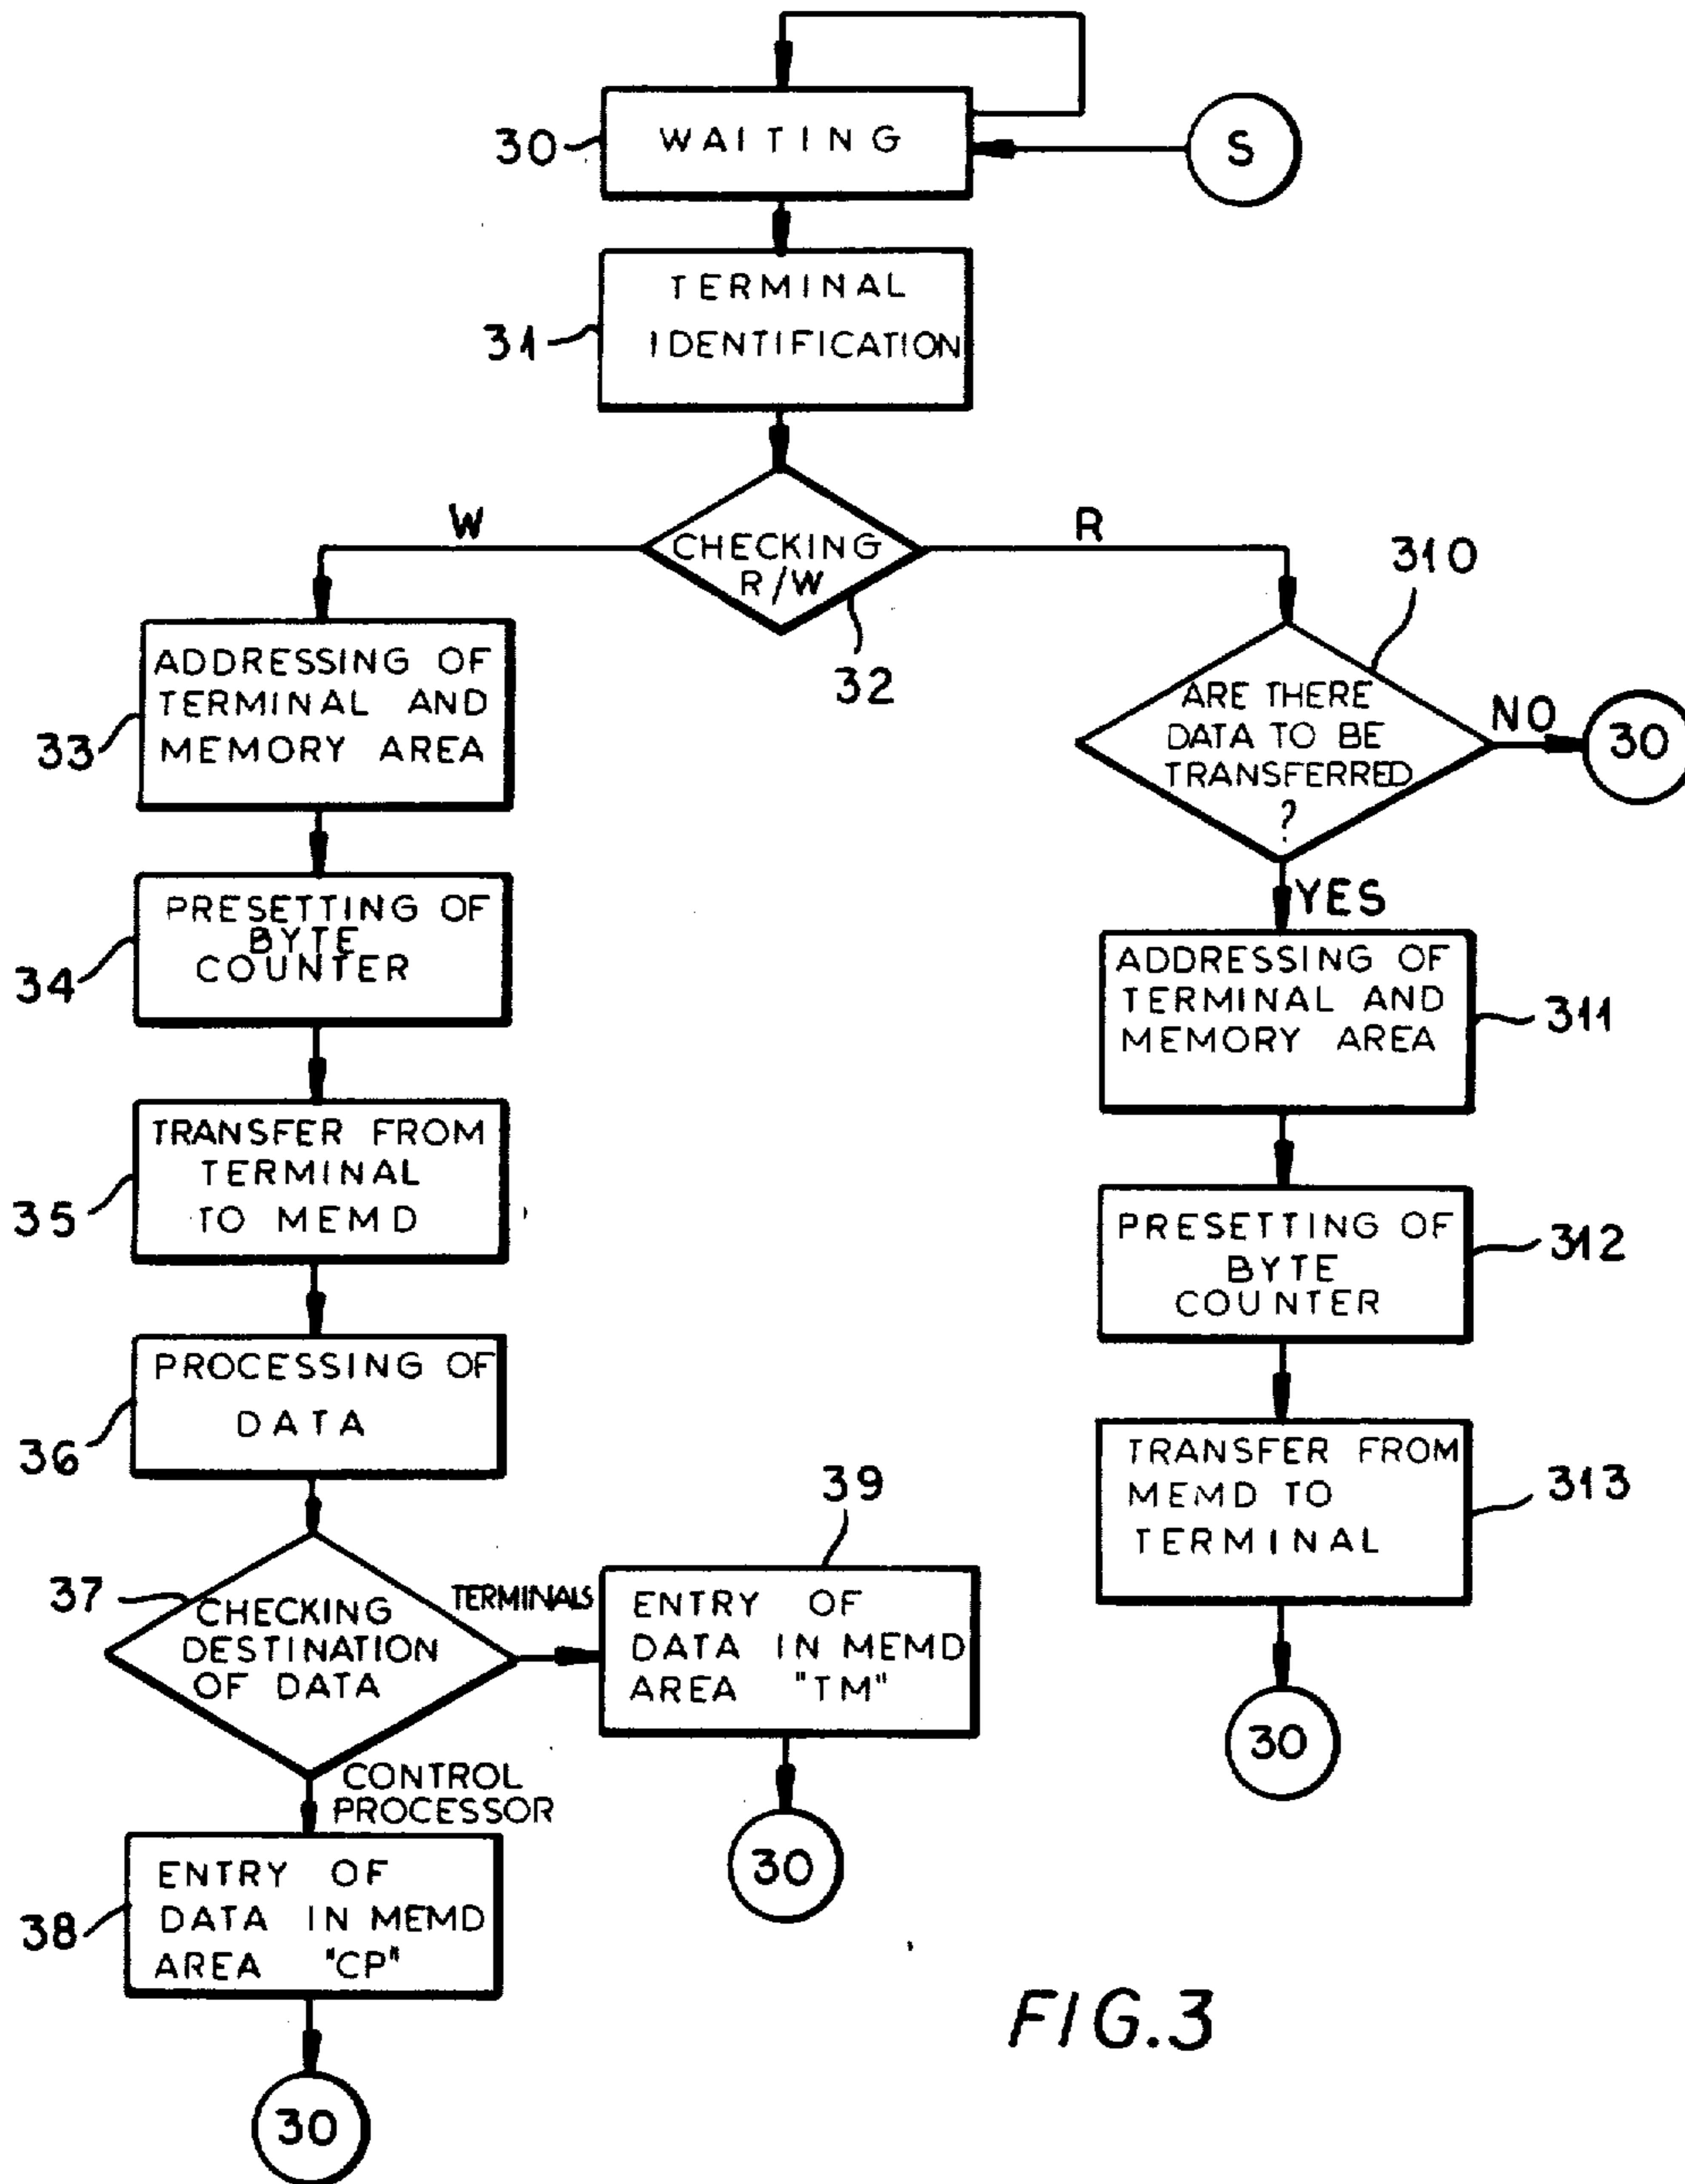 30
WAITING
S
31
TERMINAL
IDENTIFICATION
W
CHECKING
R/W
R
32
33
ADDRESSING OF
TERMINAL AND
MEMORY AREA
34
PRESETTING OF
BYTE
COUNTER
35
TRANSFER FROM
TERMINAL
TO MEMD
36
PROCESSING OF
DATA
37
CHECKING
DESTINATION
OF DATA
TERMINALS
39
ENTRY OF
DATA IN MEMD
AREA "TM"
30
CONTROL
PROCESSOR
38
ENTRY OF
DATA IN MEMD
AREA "CP"
30
310
ARE THERE
DATA TO BE
TRANSFERRED
?
NO
30
YES
ADDRESSING OF
TERMINAL AND
MEMORY AREA
311
PRESETTING OF
BYTE
COUNTER
312
TRANSFER FROM
MEMD TO
TERMINAL
313
30
FIG.3